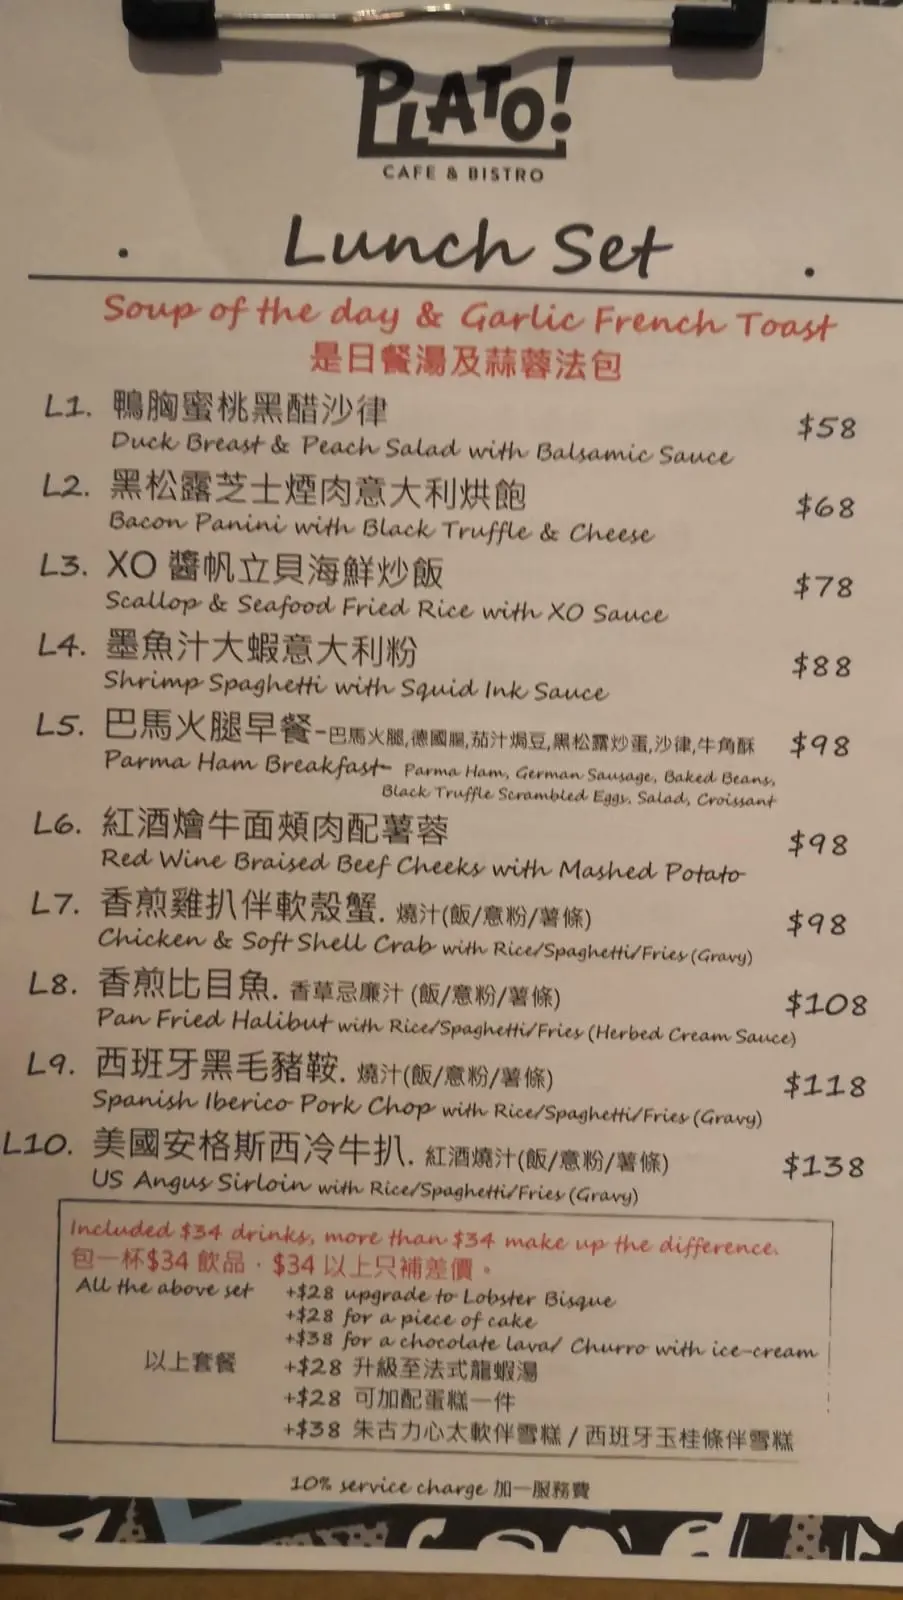 PLATO!
CAFE & BISTRO
Lunch Set
Soup of the day & Garlic French Toast
是日餐湯及蒜蓉法包
L1. 鴨胸蜜桃黑醋沙律 $58
Duck Breast & Peach Salad with Balsamic Sauce
L2. 黑松露芝士煙肉意大利烘飽 $68
Bacon Panini with Black Truffle & Cheese
L3. XO 醬帆立貝海鮮炒飯 $78
Scallop & Seafood Fried Rice with XO Sauce
L4. 墨魚汁大蝦意大利粉 $88
Shrimp Spaghetti with Squid Ink Sauce
L5. 巴馬火腿早餐-巴馬火腿,德國腸,茄汁焗豆,黑松露炒蛋,沙律,牛角酥 $98
Parma Ham Breakfast- Parma Ham, German Sausage, Baked Beans,
Black Truffle Scrambled Eggs, Salad, Croissant
L6. 紅酒燴牛面頰肉配薯蓉 $98
Red Wine Braised Beef Cheeks with Mashed Potato
L7. 香煎雞扒伴軟殼蟹. 燒汁(飯/意粉/薯條) $98
Chicken & Soft Shell Crab with Rice/Spaghetti/Fries (Gravy)
L8. 香煎比目魚. 香草忌廉汁 (飯/意粉/薯條) $108
Pan Fried Halibut with Rice/Spaghetti/Fries (Herbed Cream Sauce)
L9. 西班牙黑毛豬鞍. 燒汁(飯/意粉/薯條) $118
Spanish Iberico Pork Chop with Rice/Spaghetti/Fries (Gravy)
L10. 美國安格斯西冷牛扒. 紅酒燒汁(飯/意粉/薯條) $138
US Angus Sirloin with Rice/Spaghetti/Fries (Gravy)
Included $34 drinks, more than $34 make up the difference.
包一杯$34 飲品．$34 以上只補差價。
All the above set +$28 upgrade to Lobster Bisque
+$28 for a piece of cake
+$38 for a chocolate lava/ Churro with ice-cream
以上套餐 +$28 升級至法式龍蝦湯
+$28 可加配蛋糕一件
+$38 朱古力心太軟伴雪糕 / 西班牙玉桂條伴雪糕
10% service charge 加一服務費